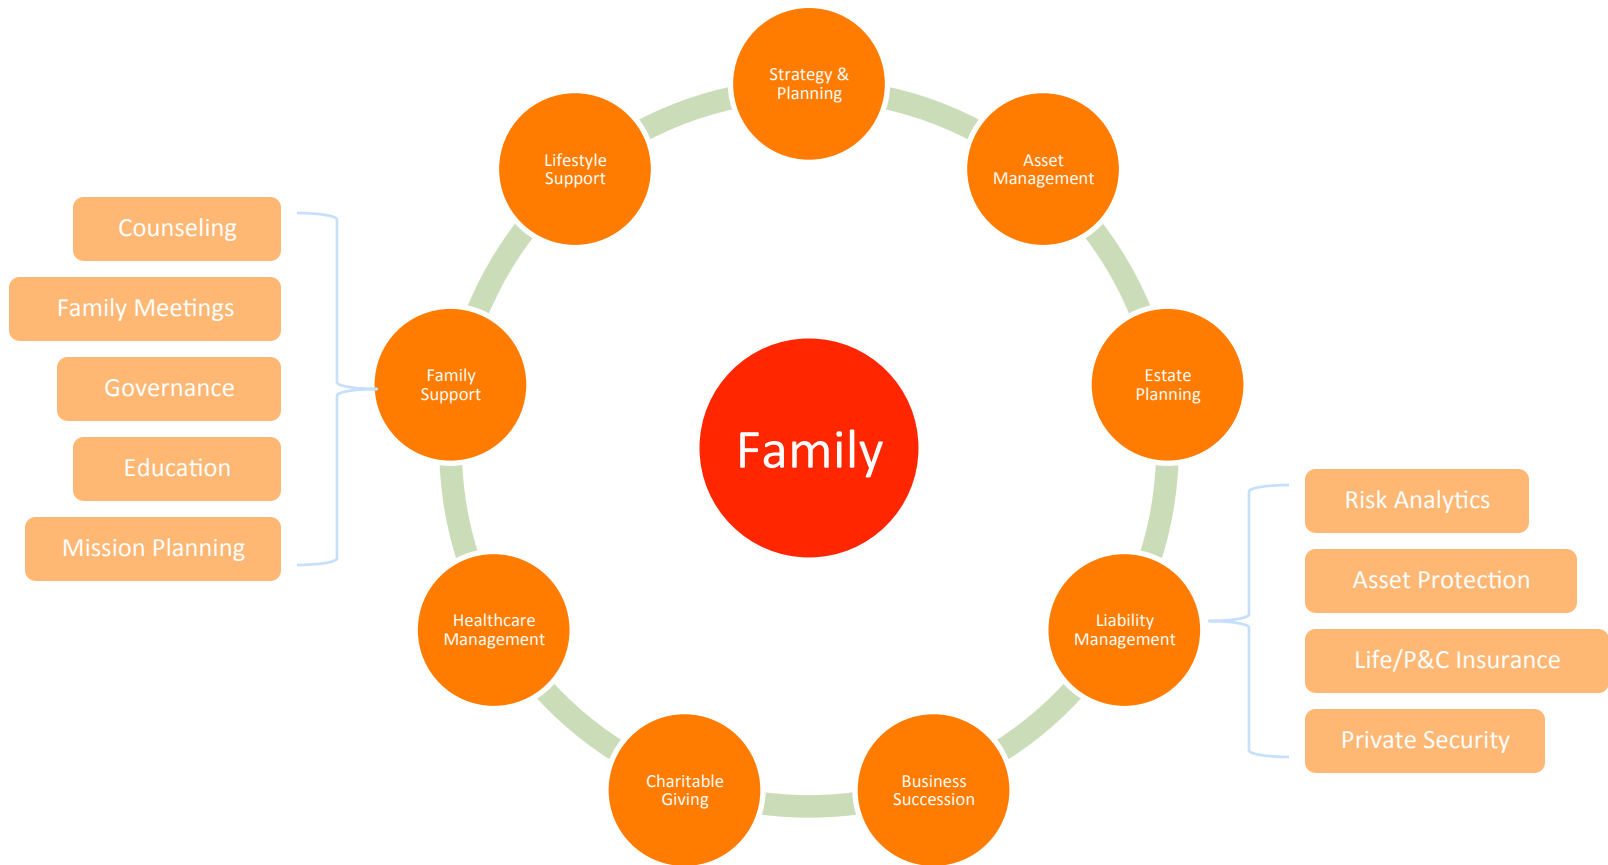 Strategy &
Planning
Asset
Management
Estate
Planning
Liability
Management
Business
Succession
Charitable
Giving
Healthcare
Management
Family
Support
Lifestyle
Support
Family
Counseling
Family Meetings
Governance
Education
Mission Planning
Risk Analytics
Asset Protection
Life/P&C Insurance
Private Security